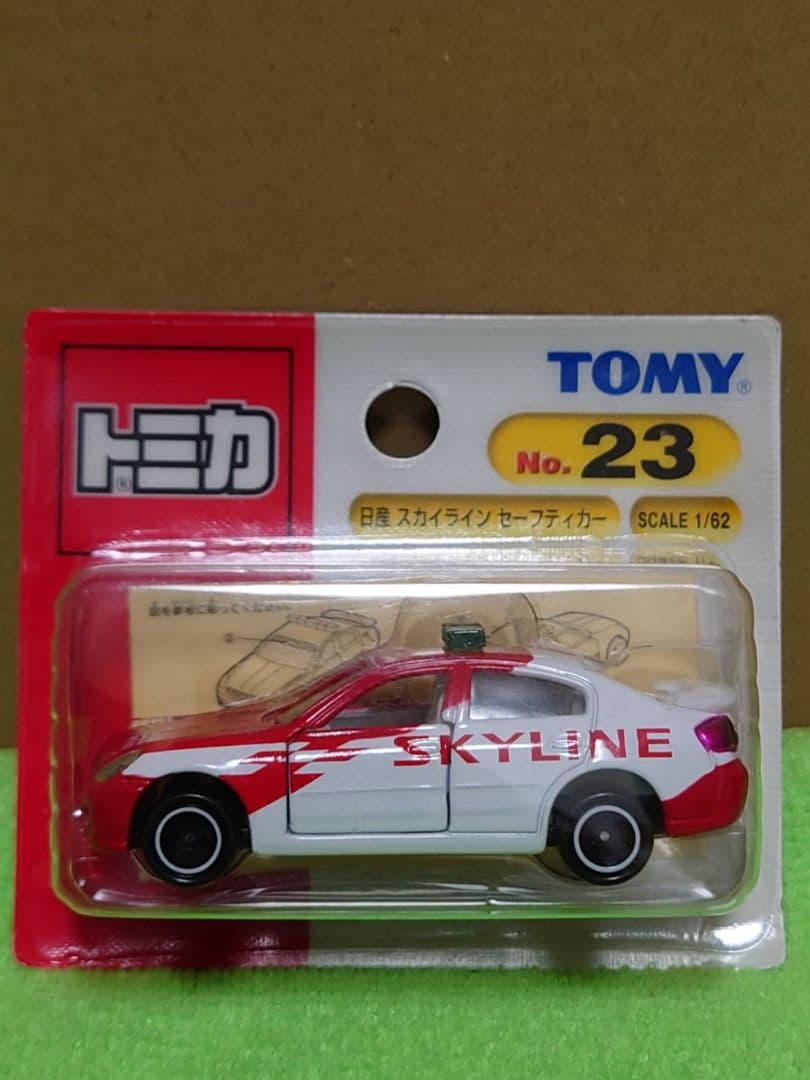 トミカ®
TOMY®
No. 23
日産 スカイライン セーフティカー
SCALE 1/62
SKYLINE